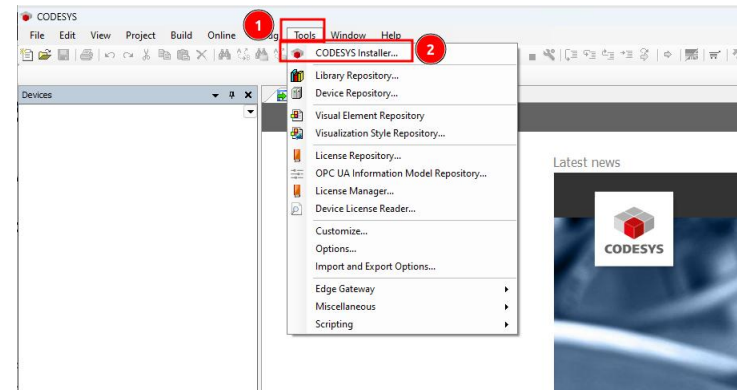 CODESYS
File Edit View Project Build Online Tools Window Help
1
CODESYS Installer...
2
Library Repository...
Device Repository...
Devices
Visual Element Repository
Visualization Style Repository...
License Repository...
OPC UA Information Model Repository...
License Manager...
Device License Reader...
Customize...
Options...
Import and Export Options...
Edge Gateway
Miscellaneous
Scripting
Latest news
CODESYS